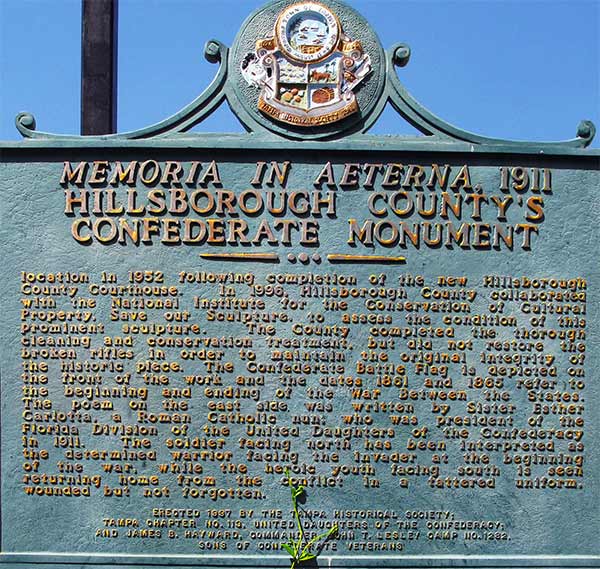 MEMORIA IN AETERNA, 1911
HILLSBOROUGH COUNTY'S
CONFEDERATE MONUMENT
location in 1952 following completion of the new Hillsborough
County Courthouse. In 1996, Hillsborough County collaborated
with the National Institute for the Conservation of Cultural
Property, Save our Sculpture, to assess the condition of this
prominent sculpture. The County completed the thorough
cleaning and conservation treatment, but did not restore the
broken rifles in order to maintain the original integrity of
the historic piece. The Confederate Battle Flag is depicted on
the front of the work and the dates 1861 and 1865 refer to
the beginning and ending of the War Between the States.
The poem on the east side, was written by Sister Esther
Carlotta, a Roman Catholic nun, who was president of the
Florida Division of the United Daughters of the Confederacy
in 1911. The soldier facing north has been interpreted as
the determined warrior facing the invader at the beginning
of the war, while the heroic youth facing south is seen
returning home from the conflict in a tattered uniform,
wounded but not forgotten.
ERECTED 1997 BY THE TAMPA HISTORICAL SOCIETY;
TAMPA CHAPTER NO. 113, UNITED DAUGHTERS OF THE CONFEDERACY;
AND JAMES B. HAYWARD, COMMANDER, JOHN T. LESLEY CAMP NO. 1282,
SONS OF CONFEDERATE VETERANS